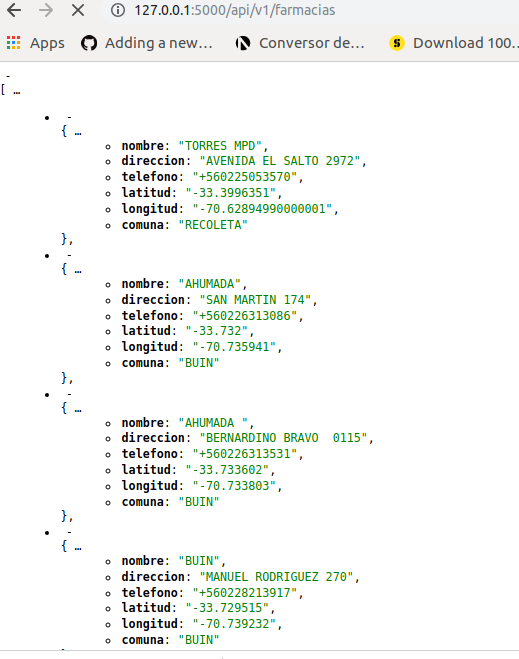 127.0.0.1:5000/api/v1/farmacias
Apps Adding a new… Conversor de… Download 100…
-
[ …
-
{ …
nombre: "TORRES MPD",
direccion: "AVENIDA EL SALTO 2972",
telefono: "+560225053570",
latitud: "-33.3996351",
longitud: "-70.62894990000001",
comuna: "RECOLETA"
},
-
{ …
nombre: "AHUMADA",
direccion: "SAN MARTIN 174",
telefono: "+560226313086",
latitud: "-33.732",
longitud: "-70.735941",
comuna: "BUIN"
},
-
{ …
nombre: "AHUMADA ",
direccion: "BERNARDINO BRAVO  0115",
telefono: "+560226313531",
latitud: "-33.733602",
longitud: "-70.733803",
comuna: "BUIN"
},
-
{ …
nombre: "BUIN",
direccion: "MANUEL RODRIGUEZ 270",
telefono: "+560228213917",
latitud: "-33.729515",
longitud: "-70.739232",
comuna: "BUIN"